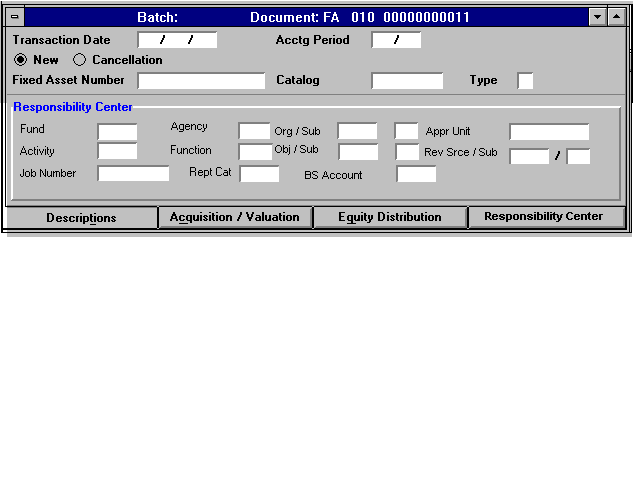 Batch: Document: FA 010 00000000011
Transaction Date / / Acctg Period /
New Cancellation
Fixed Asset Number Catalog Type
Responsibility Center
Fund Agency Org / Sub Appr Unit
Activity Function Obj / Sub Rev Srce / Sub /
Job Number Rept Cat BS Account
Descriptions Acquisition / Valuation Equity Distribution Responsibility Center